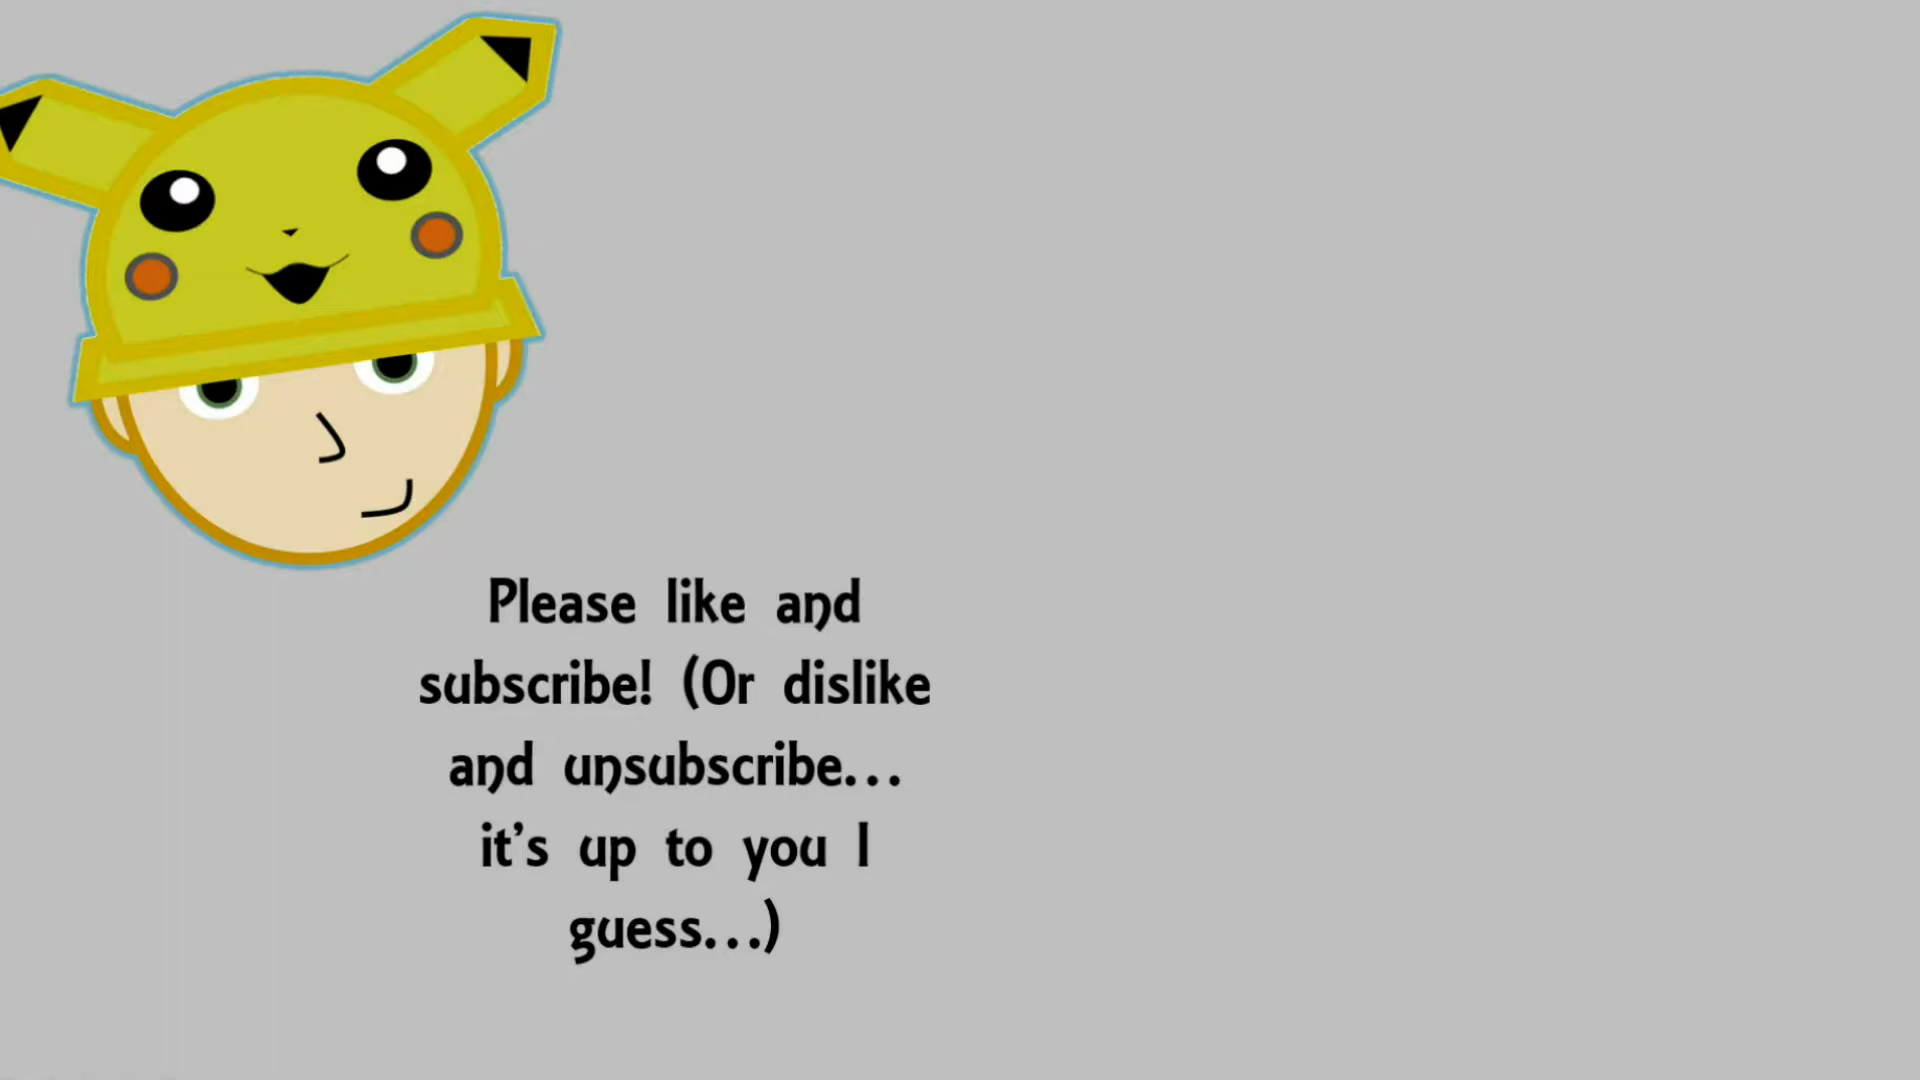 Please like and
subscribe! (Or dislike
and unsubscribe...
it's up to you I
guess...)